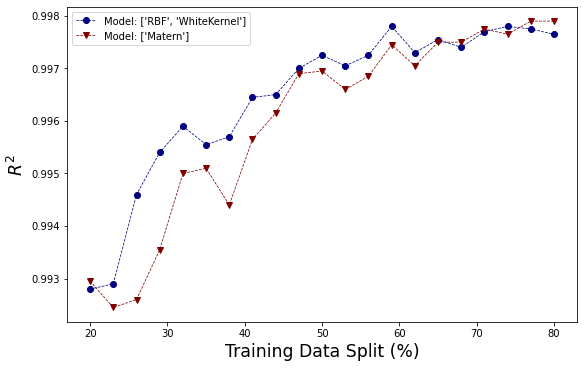 Model: ['RBF', 'WhiteKernel']
Model: ['Matern']
0.998
0.997
0.996
0.995
0.994
0.993
R²
20 30 40 50 60 70 80
Training Data Split (%)